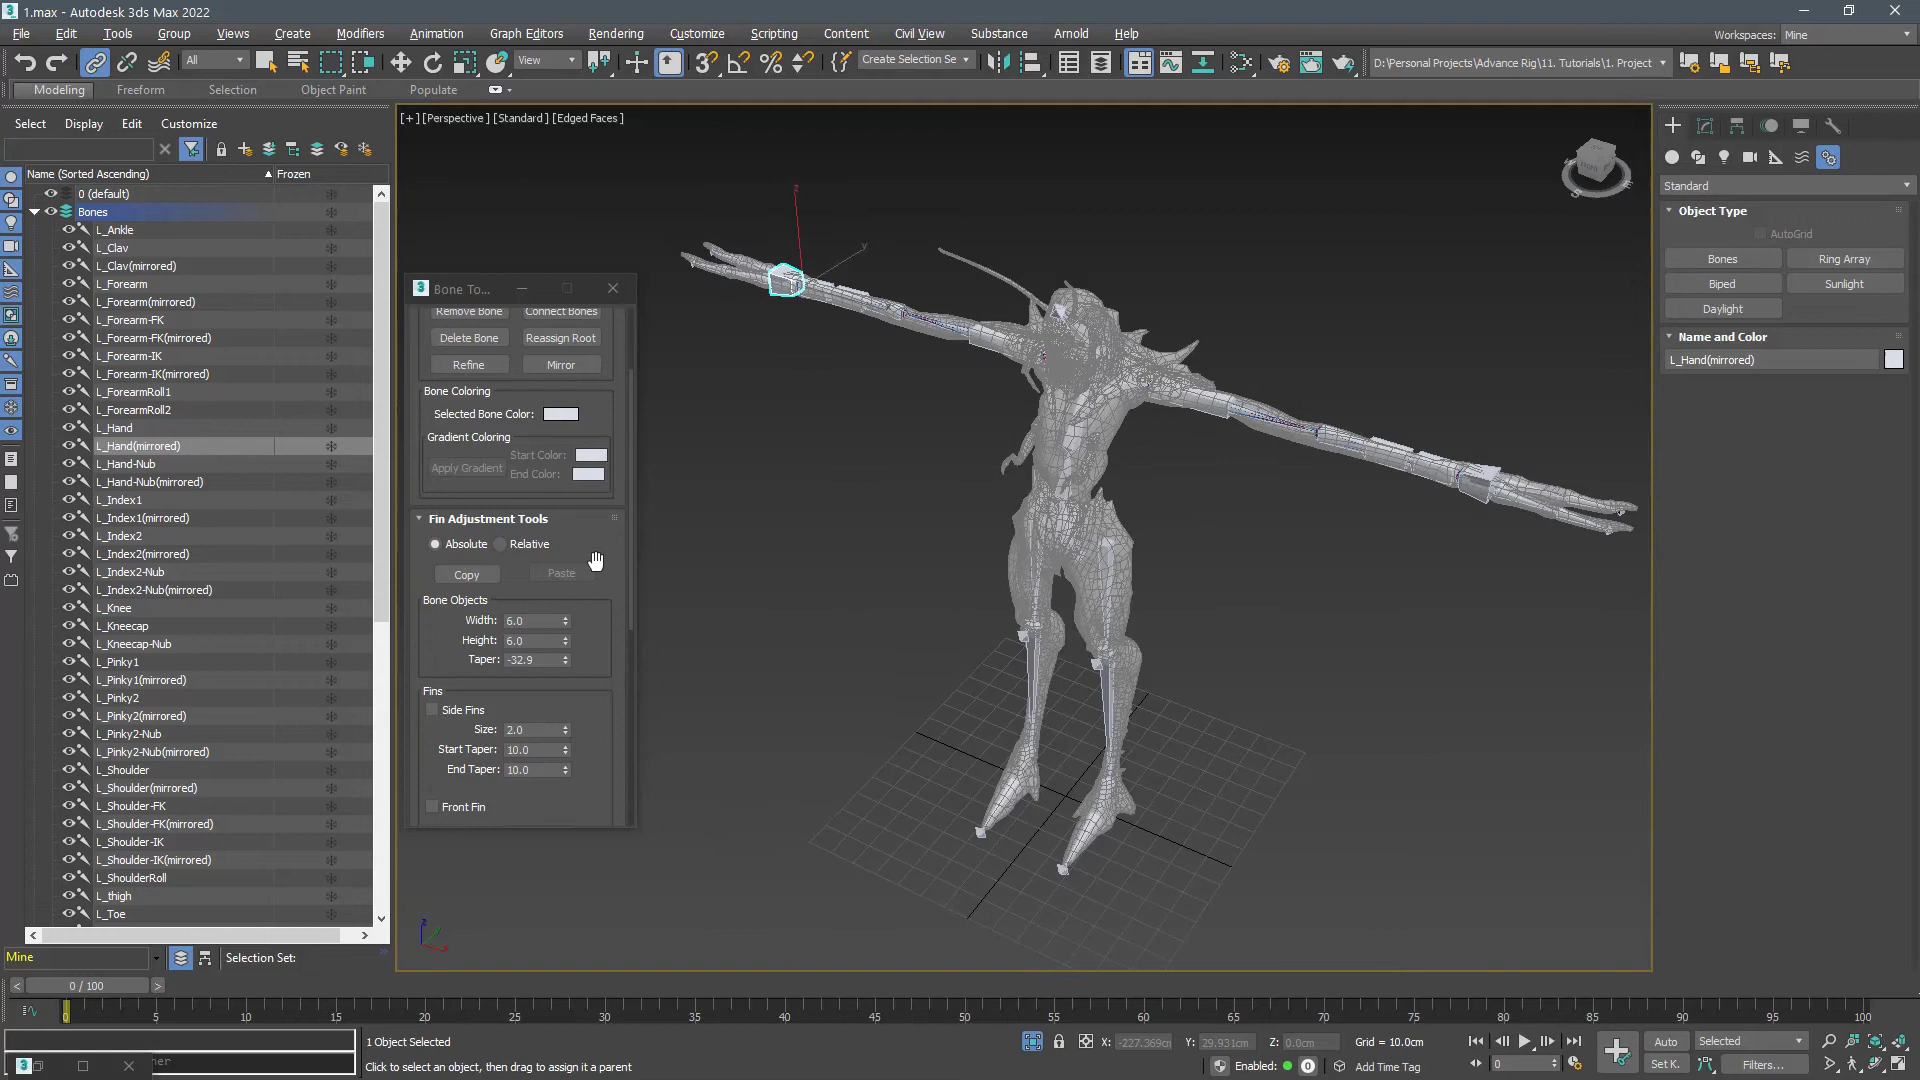 1.max - Autodesk 3ds Max 2022
File Edit Tools Group Views Create Modifiers Animation Graph Editors Rendering Customize Scripting Content Civil View Substance Arnold Help
Workspaces: Mine
All
View
Create Selection Se
D:\Personal Projects\Advance Rig\11. Tutorials\1. Project
Modeling Freeform Selection Object Paint Populate
Select Display Edit Customize
Name (Sorted Ascending) Frozen
0 (default)
Bones
L_Ankle
L_Clav
L_Clav(mirrored)
L_Forearm
L_Forearm(mirrored)
L_Forearm-FK
L_Forearm-FK(mirrored)
L_Forearm-IK
L_Forearm-IK(mirrored)
L_ForearmRoll1
L_ForearmRoll2
L_Hand
L_Hand(mirrored)
L_Hand-Nub
L_Hand-Nub(mirrored)
L_Index1
L_Index1(mirrored)
L_Index2
L_Index2(mirrored)
L_Index2-Nub
L_Index2-Nub(mirrored)
L_Knee
L_Kneecap
L_Kneecap-Nub
L_Pinky1
L_Pinky1(mirrored)
L_Pinky2
L_Pinky2(mirrored)
L_Pinky2-Nub
L_Pinky2-Nub(mirrored)
L_Shoulder
L_Shoulder(mirrored)
L_Shoulder-FK
L_Shoulder-FK(mirrored)
L_Shoulder-IK
L_Shoulder-IK(mirrored)
L_ShoulderRoll
L_thigh
L_Toe
Mine
Selection Set:
[+] [Perspective ] [Standard ] [Edged Faces ]
z
y
Bone To...
Remove Bone Connect Bones
Delete Bone Reassign Root
Refine Mirror
Bone Coloring
Selected Bone Color:
Gradient Coloring
Start Color:
Apply Gradient
End Color:
Fin Adjustment Tools
Absolute Relative
Copy Paste
Bone Objects
Width: 6.0
Height: 6.0
Taper: -32.9
Fins
Side Fins
Size: 2.0
Start Taper: 10.0
End Taper: 10.0
Front Fin
Standard
Object Type
AutoGrid
Bones Ring Array
Biped Sunlight
Daylight
Name and Color
L_Hand(mirrored)
< 0 / 100 >
0 5 10 15 20 25 30 35 40 45 50 55 60 65 70 75 80 85 90 95 100
1 Object Selected
Click to select an object, then drag to assign it a parent
X: -227.369cm Y: 29.931cm Z: 0.0cm Grid = 10.0cm
Enabled: 0 Add Time Tag
0
Auto Selected
Set K. Filters...